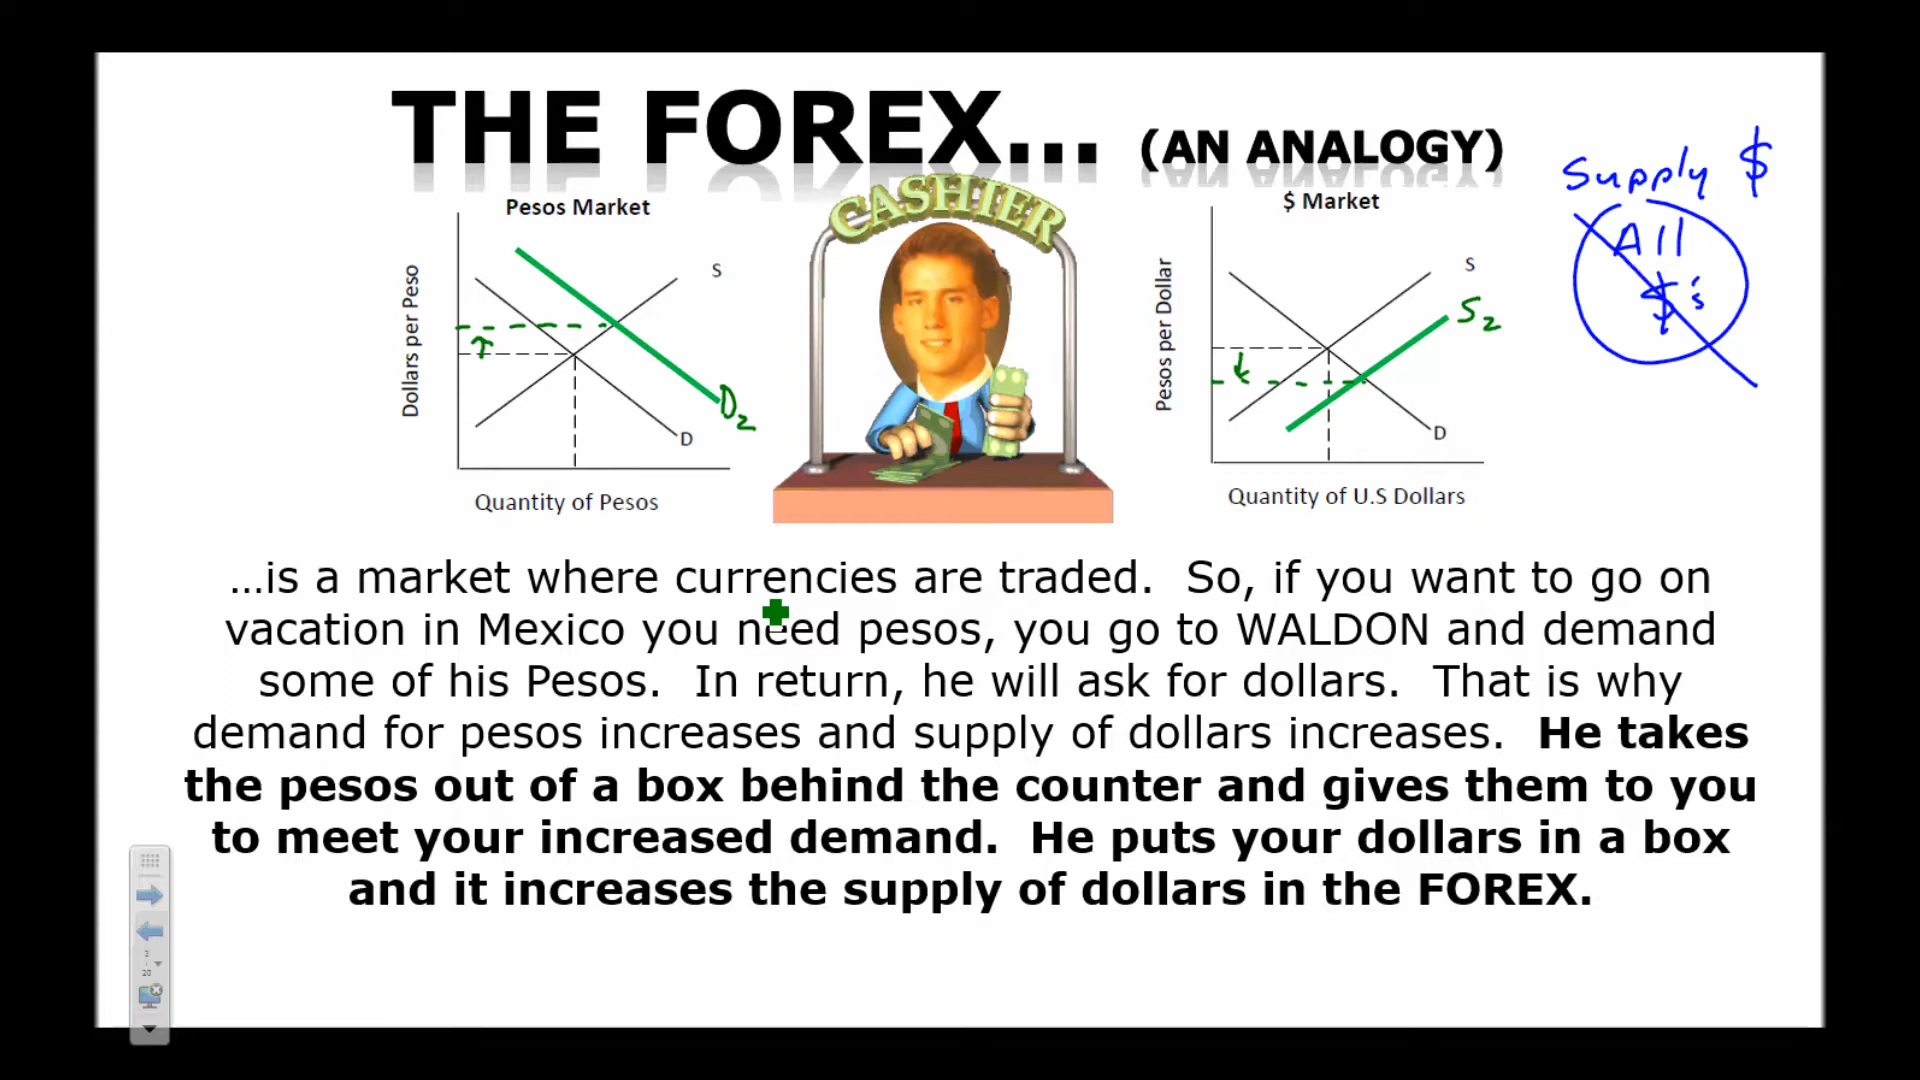 THE FOREX... (AN ANALOGY)
Supply $
All
$'s
CASHIER
Pesos Market
Dollars per Peso
S
D2
D
Quantity of Pesos
$ Market
Pesos per Dollar
S
S2
D
Quantity of U.S Dollars
...is a market where currencies are traded. So, if you want to go on
vacation in Mexico you need pesos, you go to WALDON and demand
some of his Pesos. In return, he will ask for dollars. That is why
demand for pesos increases and supply of dollars increases. He takes
the pesos out of a box behind the counter and gives them to you
to meet your increased demand. He puts your dollars in a box
and it increases the supply of dollars in the FOREX.
20